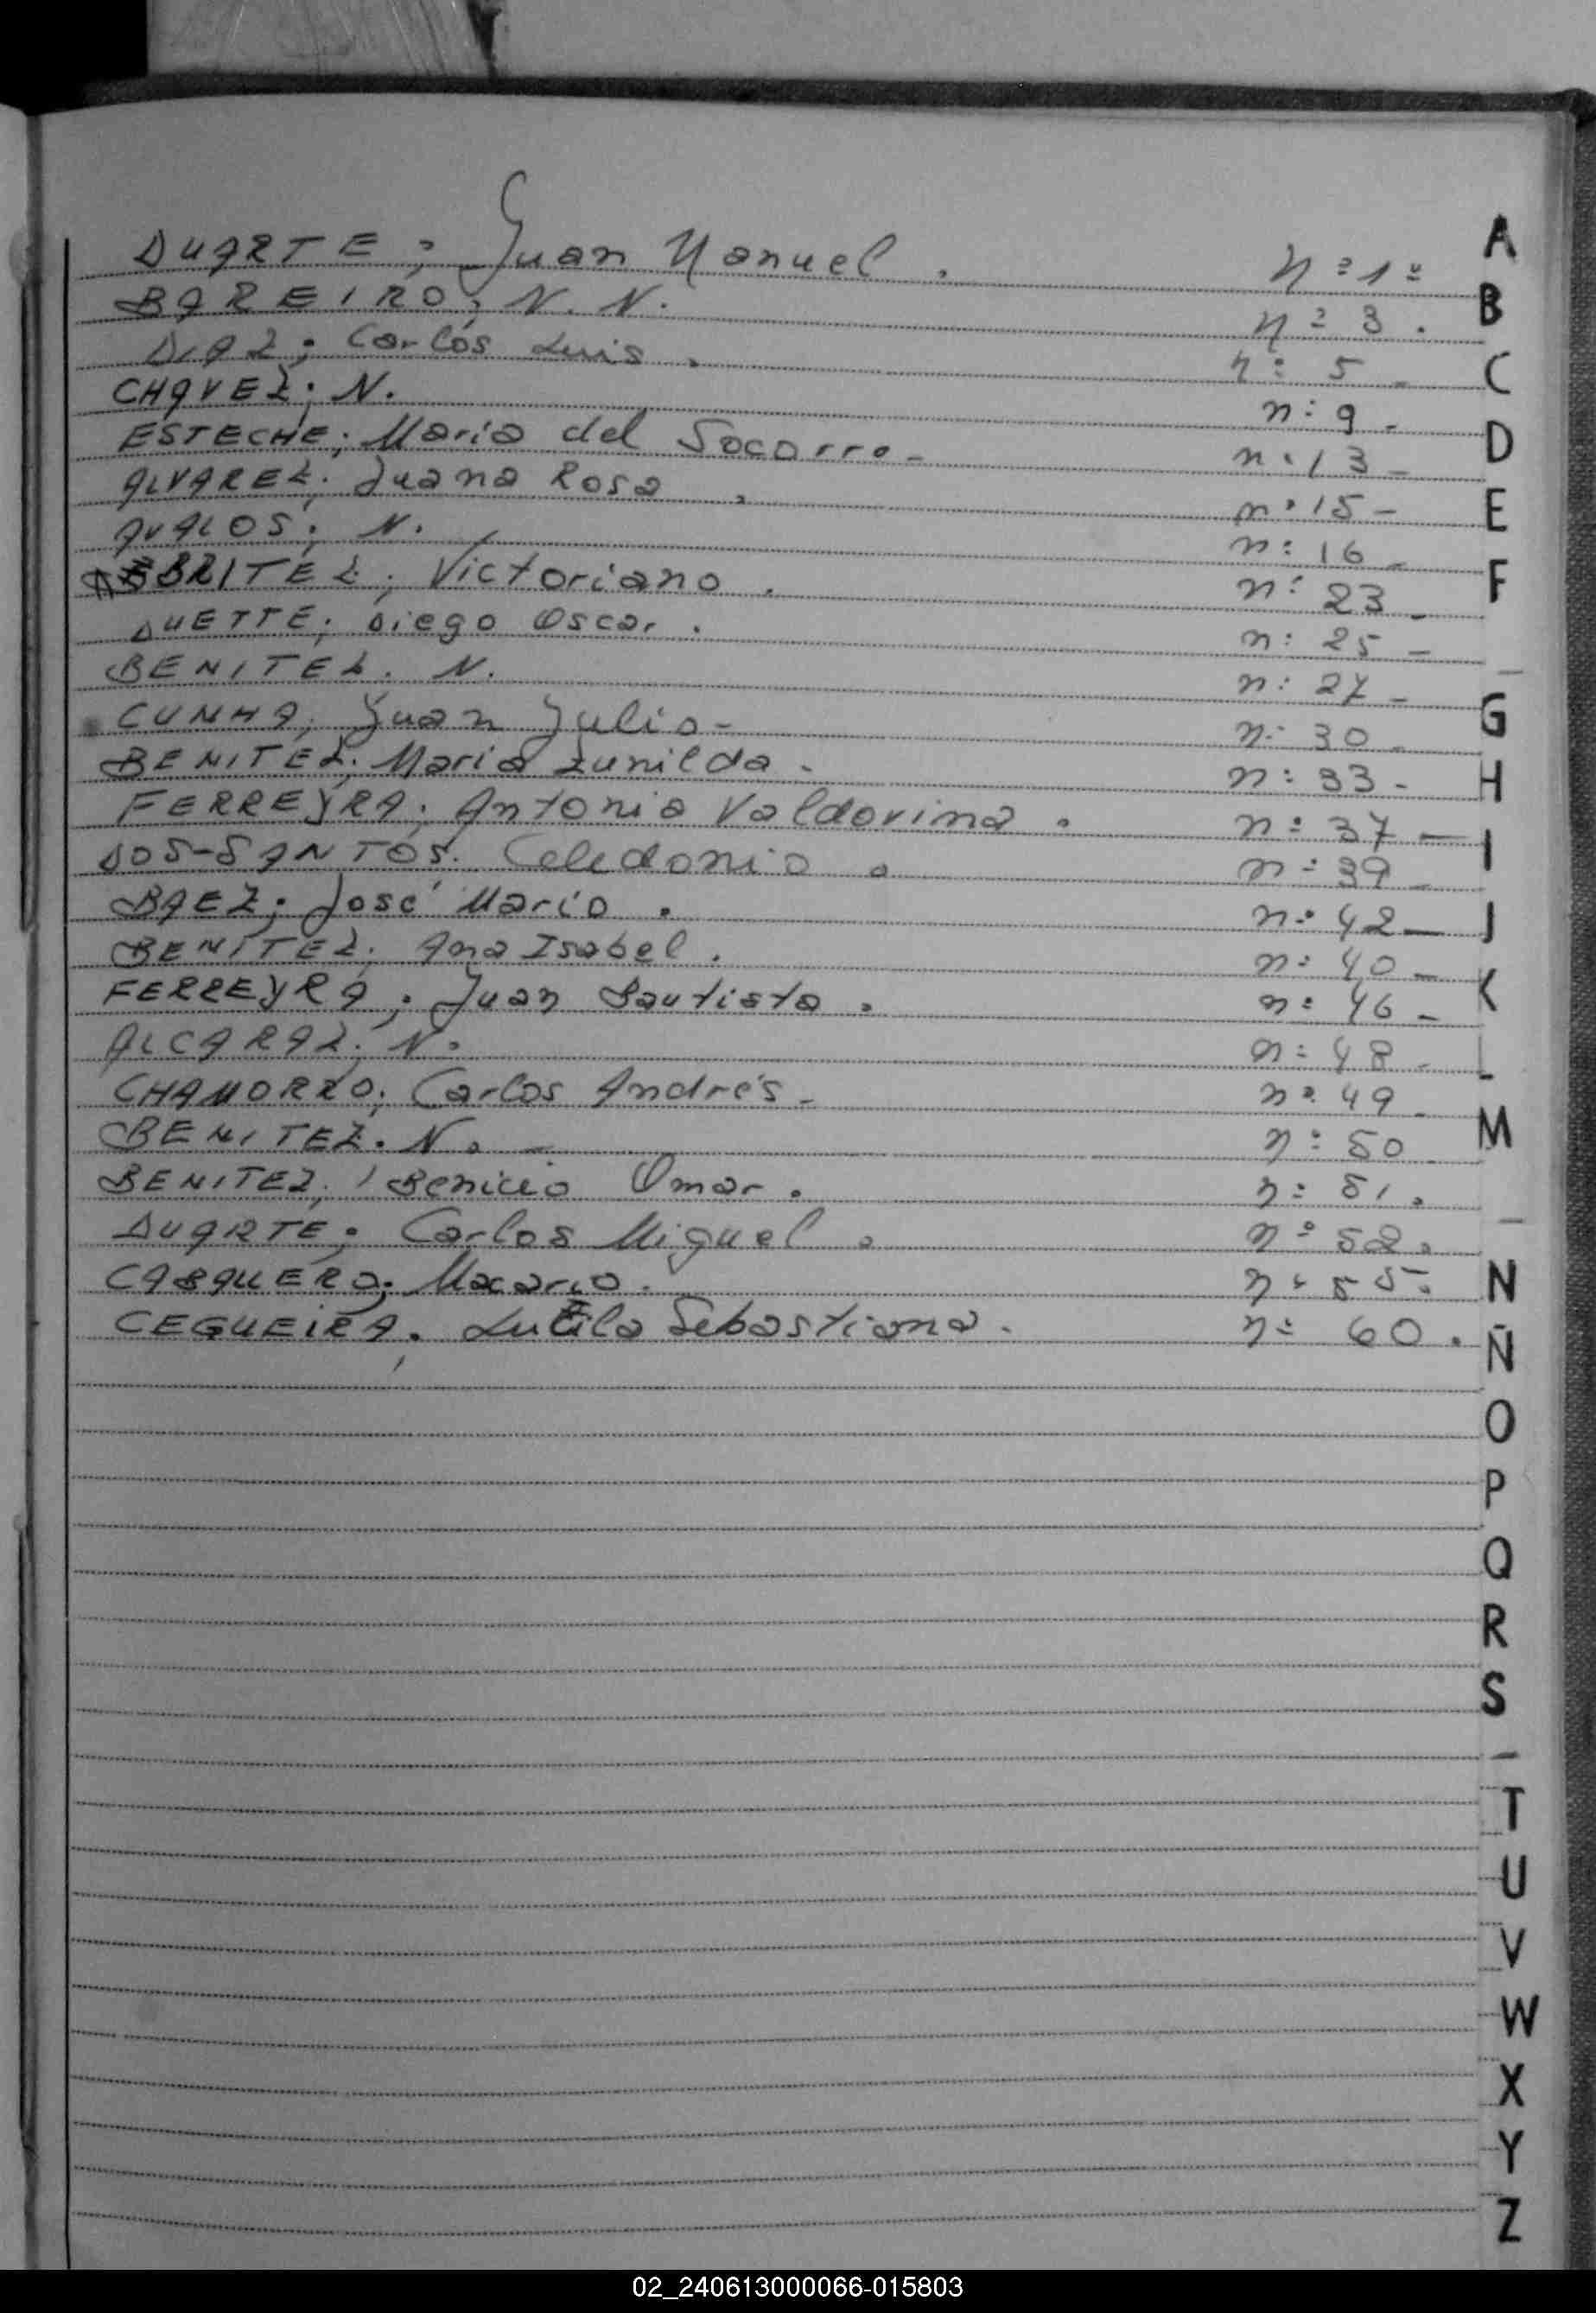 DUARTE; Juan Manuel. n: 1=
BAREIRO; N. N. n: 3.
DIAZ; Carlos Luis. n: 5-
CHAVEZ; N. n: 9-
ESTECHE; Maria del Socorro- n: 13-
ALVAREZ; Juana Rosa. n: 15-
AVALOS; N. n: 16-
BRITEZ; Victoriano. n: 23-
DUETTE; Diego Oscar. n: 25-
BENITEZ. N. n: 27-
CUNHA; Juan Julio- n: 30-
BENITEZ; Maria Zunilda- n: 33-
FERREYRA; Antonia Valdovina. n: 37-
DOS-SANTOS. Celedonio. n: 39-
BAEZ; José Mario. n: 42-
BENITEZ; Ana Isabel. n: 40-
FERREYRA; Juan Bautista. n: 46-
ALCARAZ; N. n: 48-
CHAMORRO; Carlos Andrés- n: 49-
BENITEZ. N.- n: 50
BENITEZ; Benicio Omar. n: 51.
DUARTE; Carlos Miguel. n: 52.
Macario. n: 55.
CEGUEIRA; Sebastiana. n: 60.
A
B
C
D
E
F
G
H
I
J
K
L
M
N
Ñ
O
P
Q
R
S
T
U
V
W
X
Y
Z
02_240613000066-015803